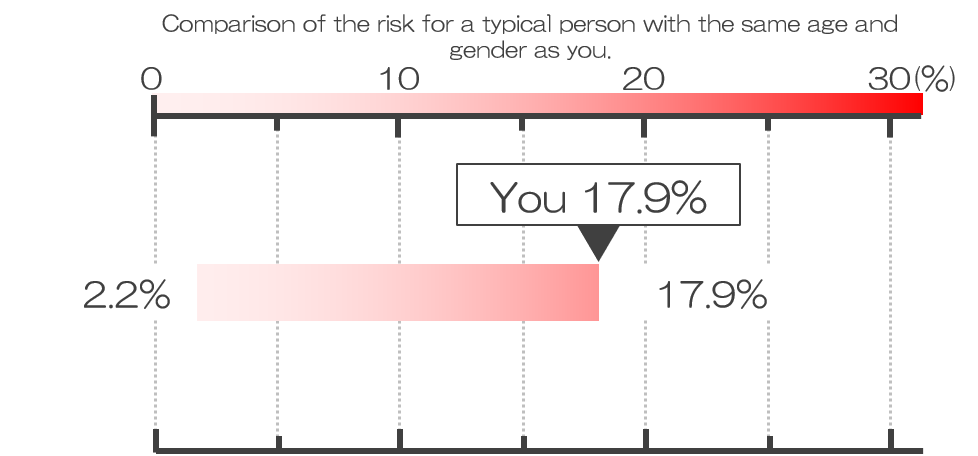 Comparison of the risk for a typical person with the same age and
gender as you.
0 10 20 30(%)
You 17.9%
2.2% 17.9%